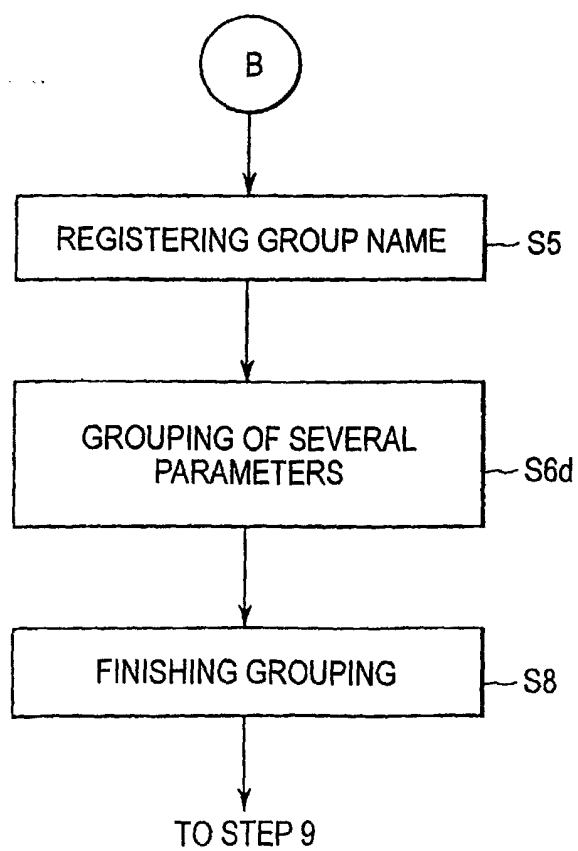 B
REGISTERING GROUP NAME
S5
GROUPING OF SEVERAL
PARAMETERS
S6d
FINISHING GROUPING
S8
TO STEP 9